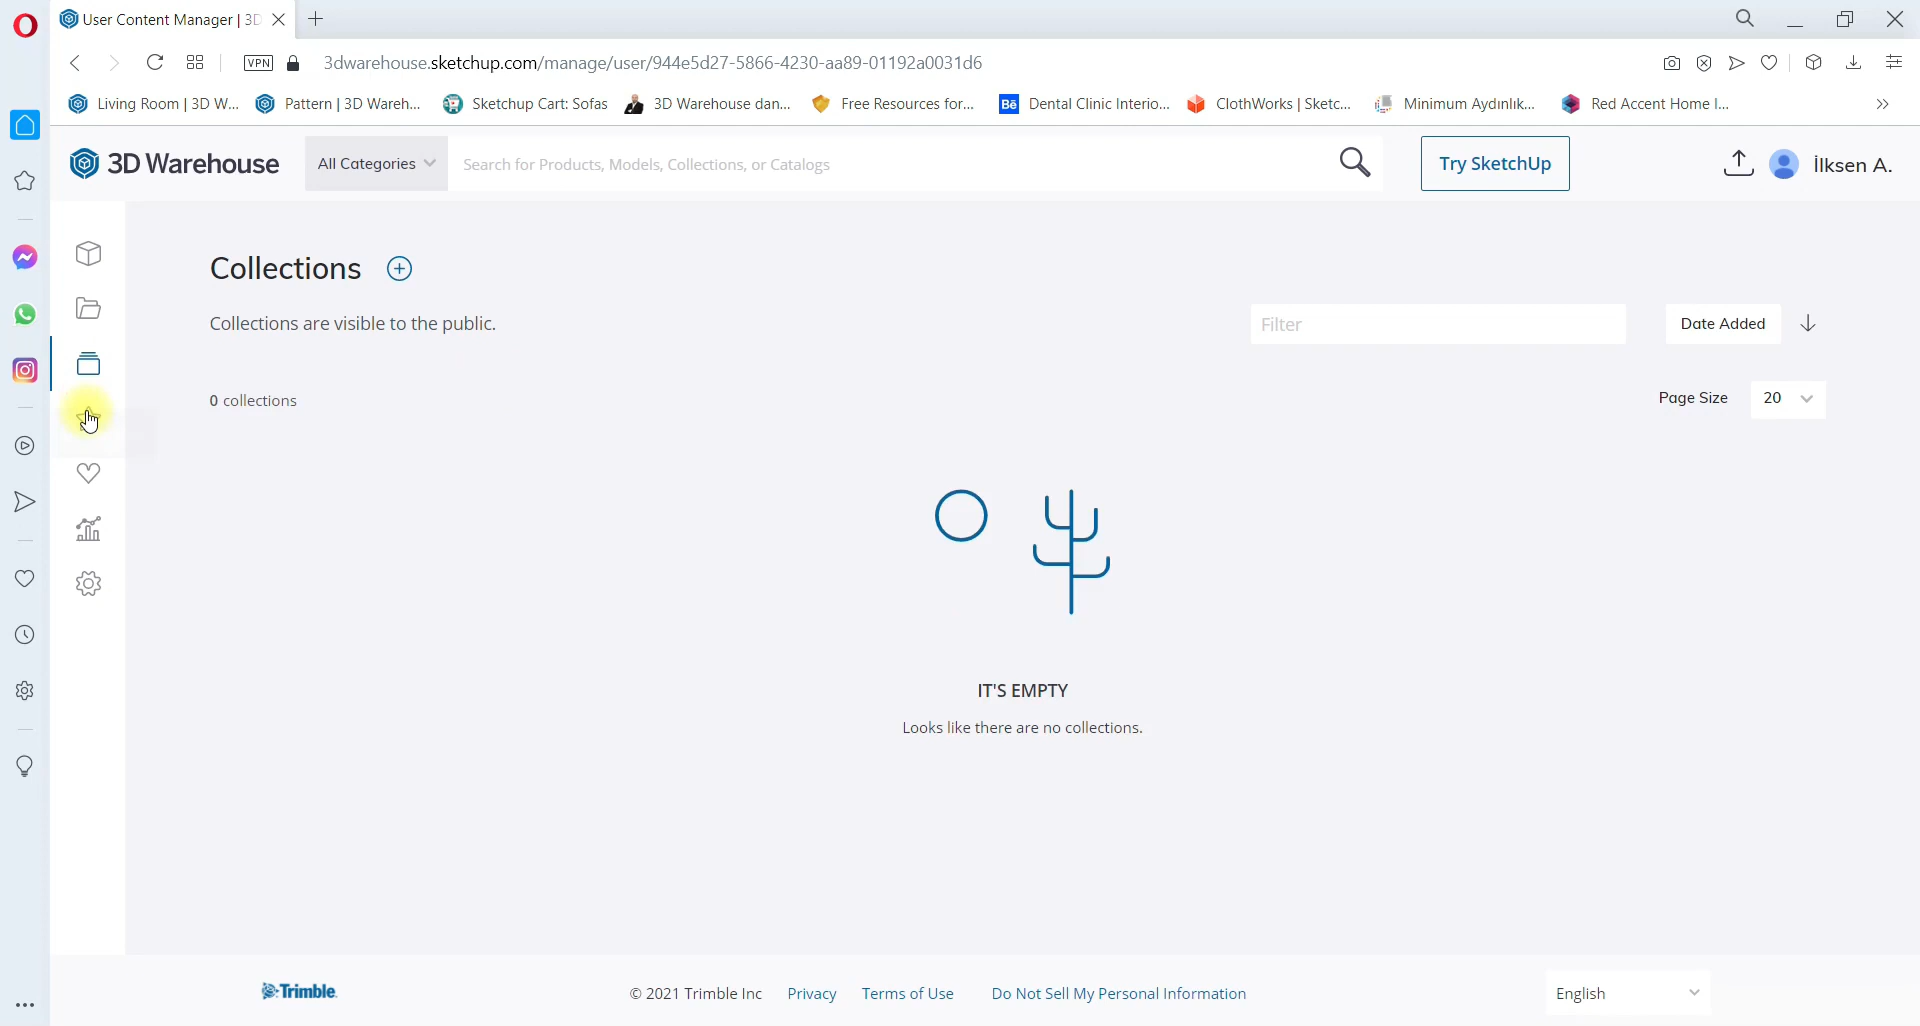 User Content Manager | 3D
VPN 3dwarehouse.sketchup.com/manage/user/944e5d27-5866-4230-aa89-01192a0031d6
Living Room | 3D W... Pattern | 3D Wareh... Sketchup Cart: Sofas 3D Warehouse dan... Free Resources for... Bē Dental Clinic Interio... ClothWorks | Sketc... Minimum Aydınlık... Red Accent Home I...
3D Warehouse All Categories Search for Products, Models, Collections, or Catalogs Try SketchUp İlksen A.
Collections
Collections are visible to the public. Filter Date Added
0 collections Page Size 20
IT'S EMPTY
Looks like there are no collections.
Trimble. © 2021 Trimble Inc Privacy Terms of Use Do Not Sell My Personal Information English